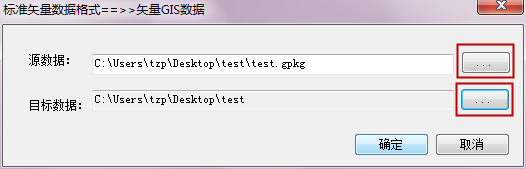 标准矢量数据格式==>>矢量GIS数据
源数据： C:\Users\tzp\Desktop\test\test.gpkg ...
目标数据： C:\Users\tzp\Desktop\test ...
确定 取消